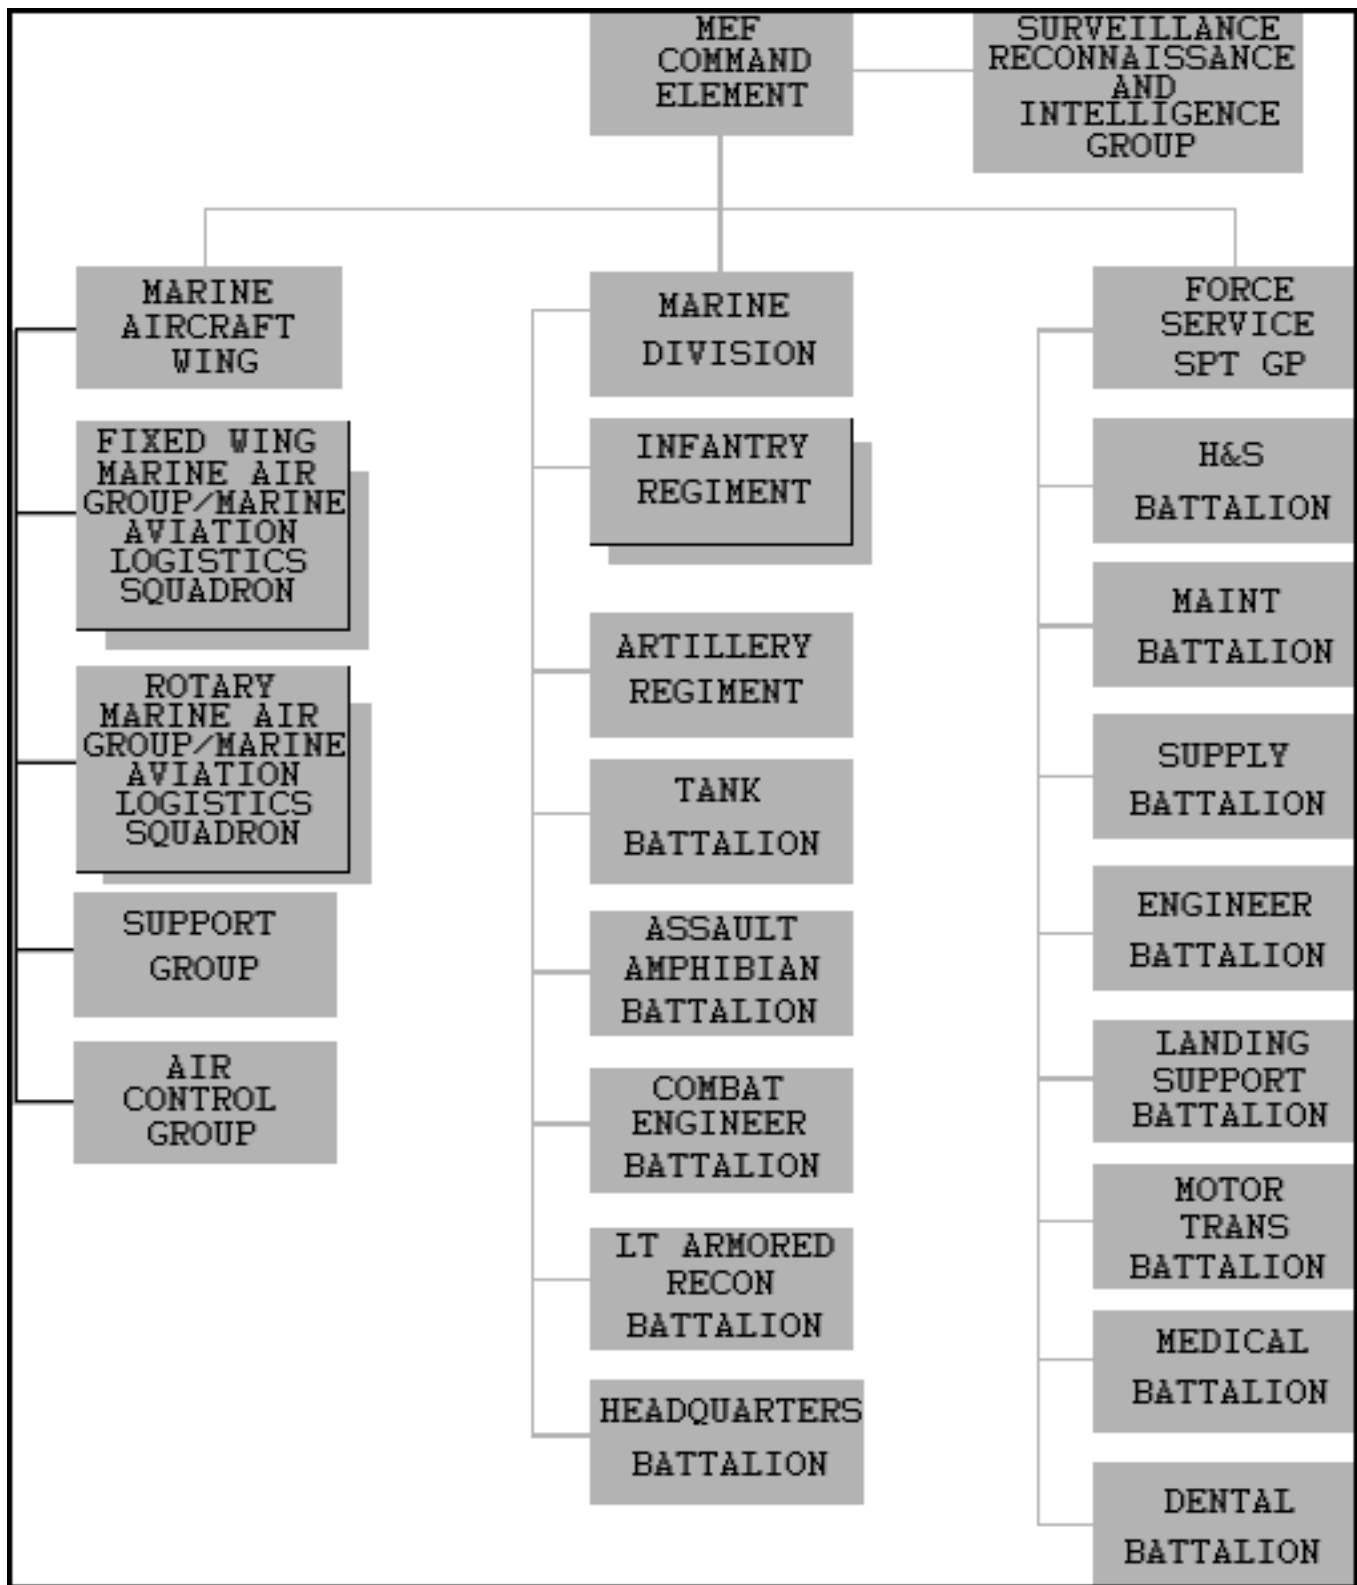 MEF
COMMAND
ELEMENT
SURVEILLANCE
RECONNAISSANCE
AND
INTELLIGENCE
GROUP
MARINE
AIRCRAFT
WING
FIXED WING
MARINE AIR
GROUP/MARINE
AVIATION
LOGISTICS
SQUADRON
ROTARY
MARINE AIR
GROUP/MARINE
AVIATION
LOGISTICS
SQUADRON
SUPPORT
GROUP
AIR
CONTROL
GROUP
MARINE
DIVISION
INFANTRY
REGIMENT
ARTILLERY
REGIMENT
TANK
BATTALION
ASSAULT
AMPHIBIAN
BATTALION
COMBAT
ENGINEER
BATTALION
LT ARMORED
RECON
BATTALION
HEADQUARTERS
BATTALION
FORCE
SERVICE
SPT GP
H&S
BATTALION
MAINT
BATTALION
SUPPLY
BATTALION
ENGINEER
BATTALION
LANDING
SUPPORT
BATTALION
MOTOR
TRANS
BATTALION
MEDICAL
BATTALION
DENTAL
BATTALION